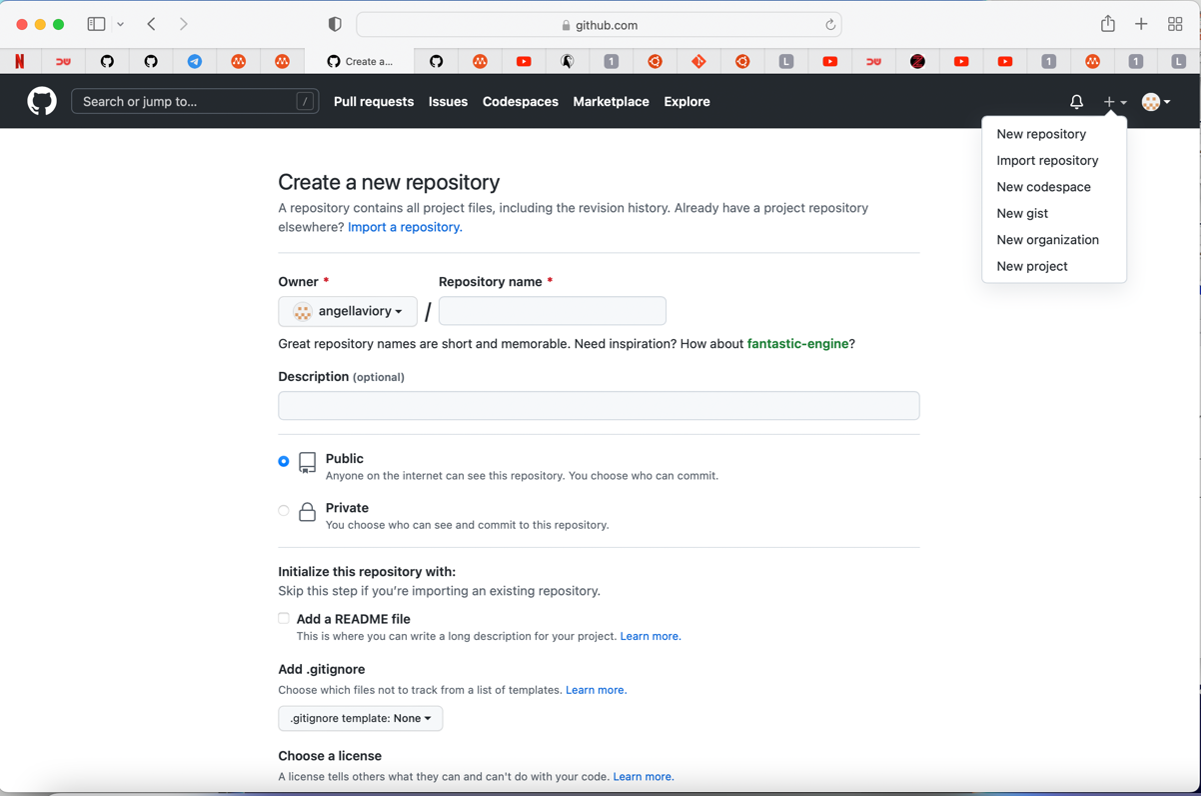 github.com
Create a...
1
L
1
1
L
Search or jump to...
/
Pull requests
Issues
Codespaces
Marketplace
Explore
New repository
Import repository
New codespace
New gist
New organization
New project
Create a new repository
A repository contains all project files, including the revision history. Already have a project repository
elsewhere? Import a repository.
Owner *
Repository name *
angellaviory
/
Great repository names are short and memorable. Need inspiration? How about fantastic-engine?
Description (optional)
Public
Anyone on the internet can see this repository. You choose who can commit.
Private
You choose who can see and commit to this repository.
Initialize this repository with:
Skip this step if you're importing an existing repository.
Add a README file
This is where you can write a long description for your project. Learn more.
Add .gitignore
Choose which files not to track from a list of templates. Learn more.
.gitignore template: None
Choose a license
A license tells others what they can and can't do with your code. Learn more.